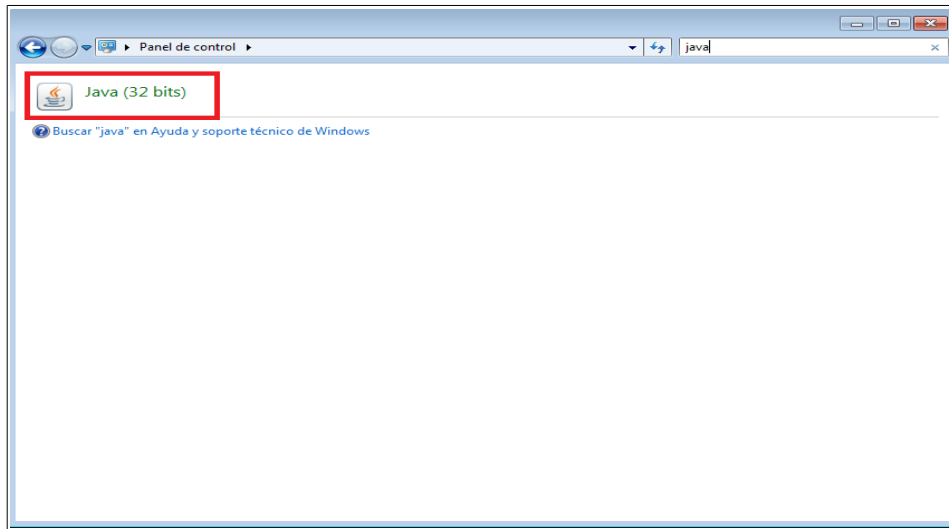 Panel de control
java
Java (32 bits)
Buscar "java" en Ayuda y soporte técnico de Windows